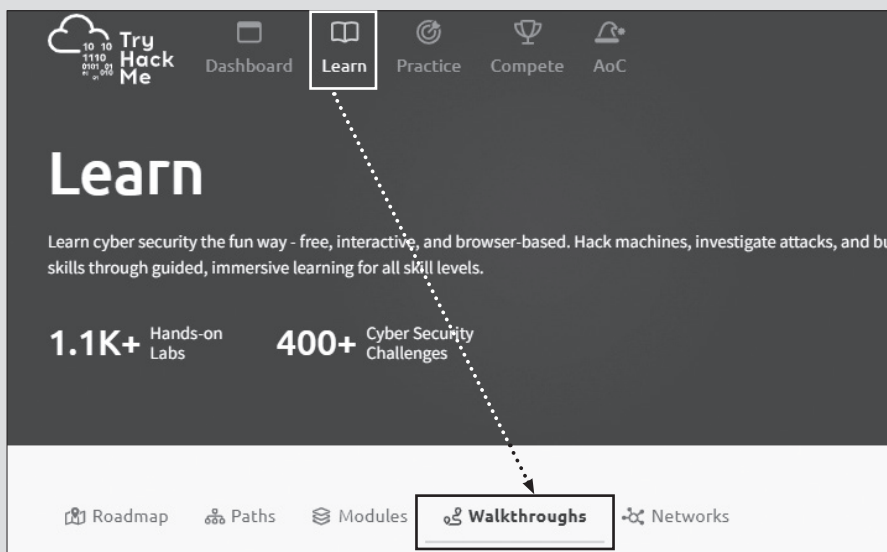 Try
Hack
Me
Dashboard
Learn
Practice
Compete
AoC
Learn
Learn cyber security the fun way - free, interactive, and browser-based. Hack machines, investigate attacks, and bu
skills through guided, immersive learning for all skill levels.
1.1K+ Hands-on
Labs
400+ Cyber Security
Challenges
Roadmap
Paths
Modules
Walkthroughs
Networks